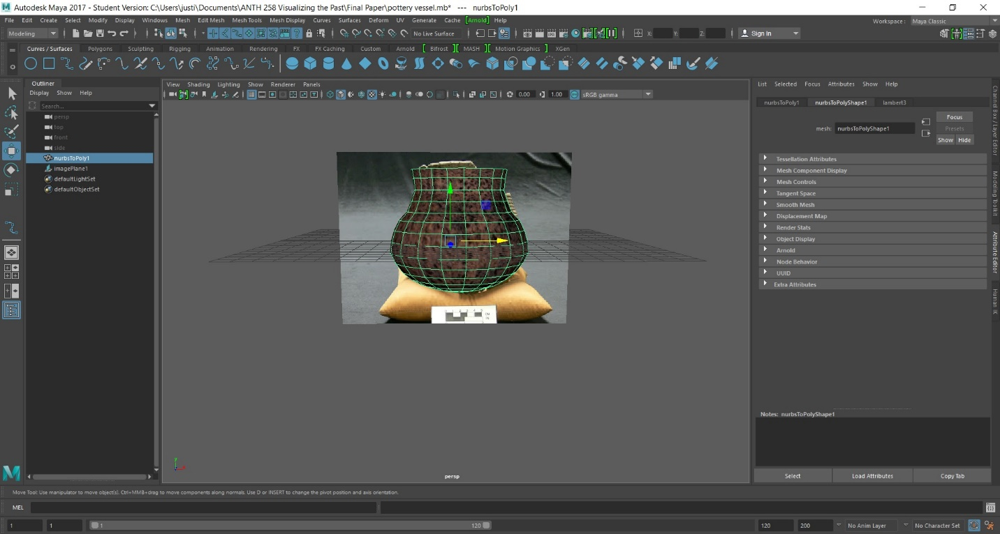 Autodesk Maya 2017 - Student Version: C:\Users\justi\Documents\ANTH 258 Visualizing the Past\Final Paper\pottery vessel.mb* --- nurbsToPoly1
File Edit Create Select Modify Display Windows Mesh Edit Mesh Mesh Tools Mesh Display Curves Surfaces Deform UV Generate Cache [Arnold] Help
Workspace : Maya Classic
Modeling No Live Surface X: Y: Z: Sign In
Curves / Surfaces Polygons Sculpting Rigging Animation Rendering FX FX Caching Custom Arnold Bifrost MASH Motion Graphics XGen
Outliner
Display Show Help
Search...
persp
top
front
side
nurbsToPoly1
imagePlane1
defaultLightSet
defaultObjectSet
View Shading Lighting Show Renderer Panels
0.00 1.00 sRGB gamma
persp
List Selected Focus Attributes Show Help
nurbsToPoly1 nurbsToPolyShape1 lambert3
mesh: nurbsToPolyShape1
Focus
Presets
Show Hide
Tessellation Attributes
Mesh Component Display
Mesh Controls
Tangent Space
Smooth Mesh
Displacement Map
Render Stats
Object Display
Arnold
Node Behavior
UUID
Extra Attributes
Notes: nurbsToPolyShape1
Select Load Attributes Copy Tab
Channel Box / Layer Editor
Modeling Toolkit
Attribute Editor
Human IK
Move Tool: Use manipulator to move object(s). Ctrl+MMB+drag to move components along normals. Use D or INSERT to change the pivot position and axis orientation.
MEL
1 1 1 120 120 200 No Anim Layer No Character Set